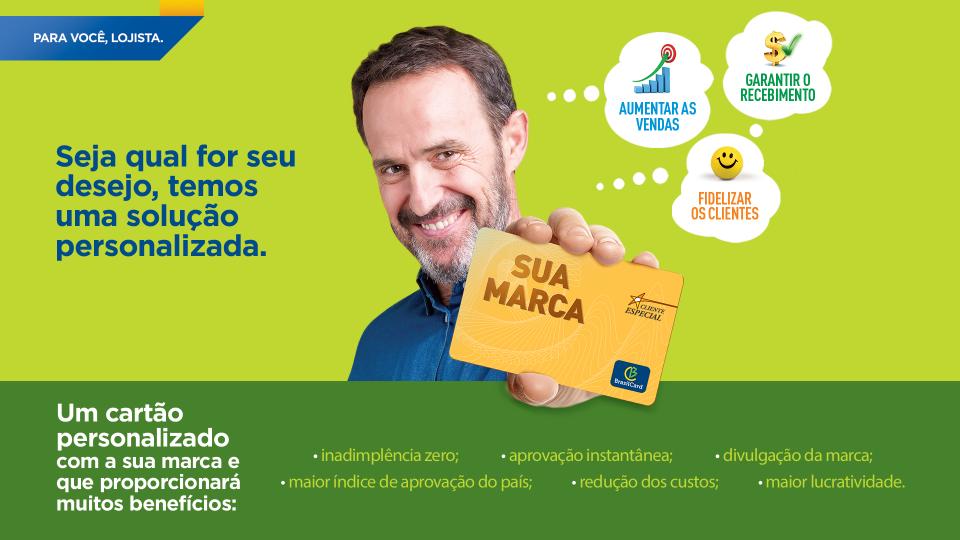 PARA VOCÊ, LOJISTA.
Seja qual for seu
desejo, temos
uma solução
personalizada.
AUMENTAR AS
VENDAS
GARANTIR O
RECEBIMENTO
FIDELIZAR
OS CLIENTES
SUA
MARCA
CLIENTE
ESPECIAL
BrazilCard
Um cartão
personalizado
com a sua marca e
que proporcionará
muitos benefícios:
• inadimplência zero; • aprovação instantânea; • divulgação da marca;
• maior índice de aprovação do país; • redução dos custos; • maior lucratividade.